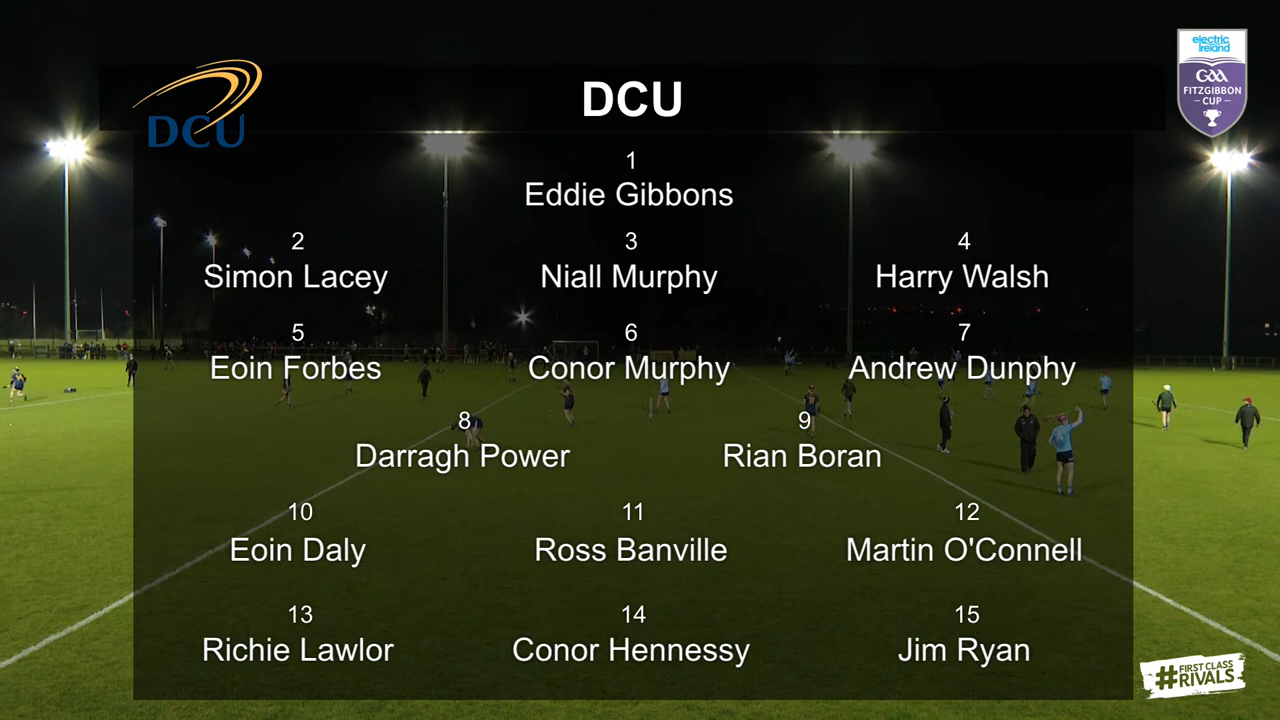 DCU
DCU
electric
Ireland
GAA
FITZGIBBON
CUP
1
Eddie Gibbons
2 3 4
Simon Lacey Niall Murphy Harry Walsh
5 6 7
Eoin Forbes Conor Murphy Andrew Dunphy
8 9
Darragh Power Rian Boran
10 11 12
Eoin Daly Ross Banville Martin O'Connell
13 14 15
Richie Lawlor Conor Hennessy Jim Ryan
#FIRST CLASS
RIVALS